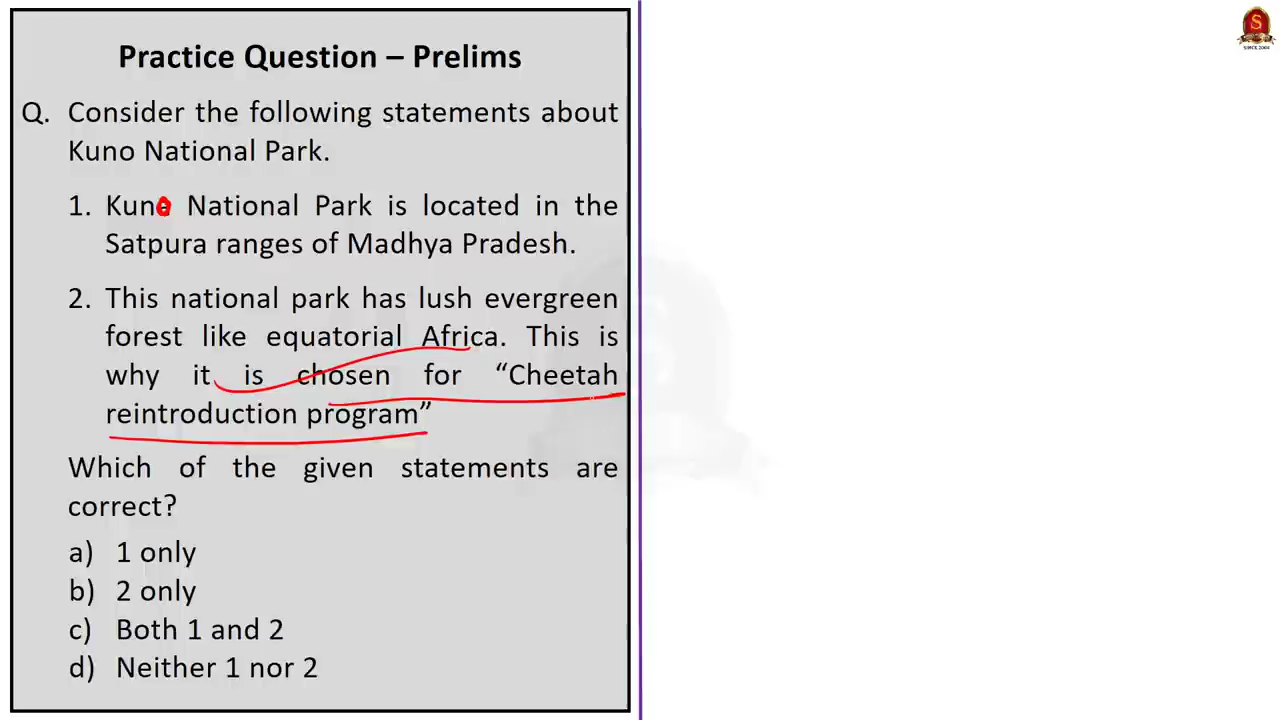 Practice Question – Prelims
Q. Consider the following statements about
Kuno National Park.
1. Kuno National Park is located in the
Satpura ranges of Madhya Pradesh.
2. This national park has lush evergreen
forest like equatorial Africa. This is
why it is chosen for “Cheetah
reintroduction program”
Which of the given statements are
correct?
a) 1 only
b) 2 only
c) Both 1 and 2
d) Neither 1 nor 2
S
SINCE 2004